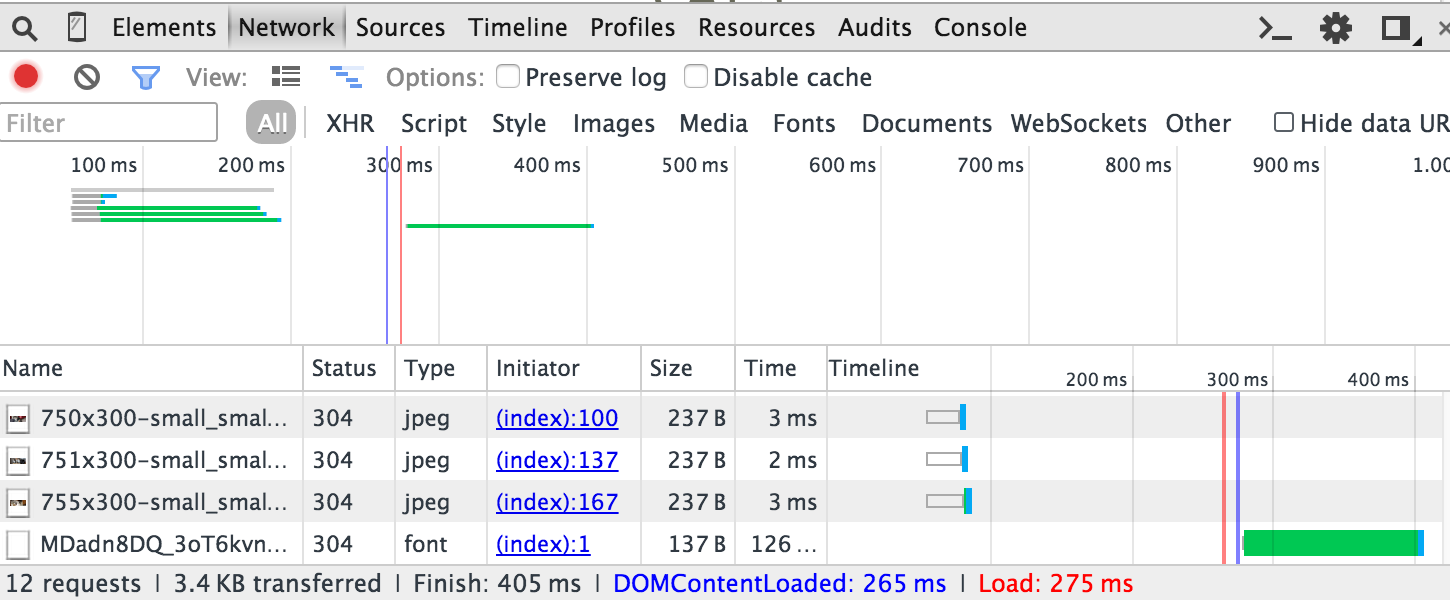 Elements Network Sources Timeline Profiles Resources Audits Console
View: Options: Preserve log Disable cache
Filter All XHR Script Style Images Media Fonts Documents WebSockets Other Hide data UR
100 ms 200 ms 300 ms 400 ms 500 ms 600 ms 700 ms 800 ms 900 ms 1.00
Name Status Type Initiator Size Time Timeline 200 ms 300 ms 400 ms
750x300-small_smal... 304 jpeg (index):100 237 B 3 ms
751x300-small_smal... 304 jpeg (index):137 237 B 2 ms
755x300-small_smal... 304 jpeg (index):167 237 B 3 ms
MDadn8DQ_3oT6kvn... 304 font (index):1 137 B 126 ...
12 requests | 3.4 KB transferred | Finish: 405 ms | DOMContentLoaded: 265 ms | Load: 275 ms